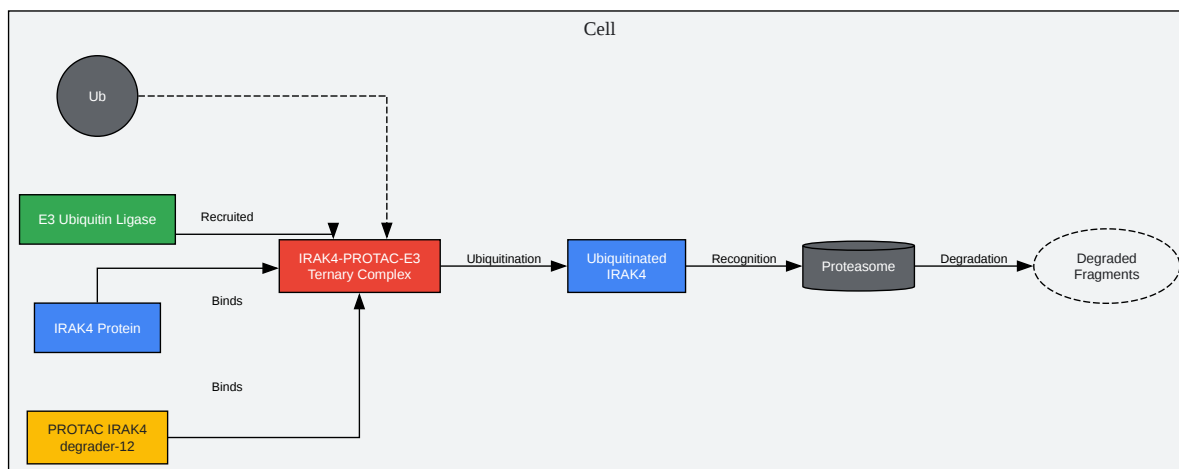 Cell
Ub
E3 Ubiquitin Ligase
Recruited
IRAK4-PROTAC-E3
Ternary Complex
Ubiquitination
Ubiquitinated
IRAK4
Recognition
Proteasome
Degradation
Degraded
Fragments
Binds
IRAK4 Protein
Binds
PROTAC IRAK4
degrader-12